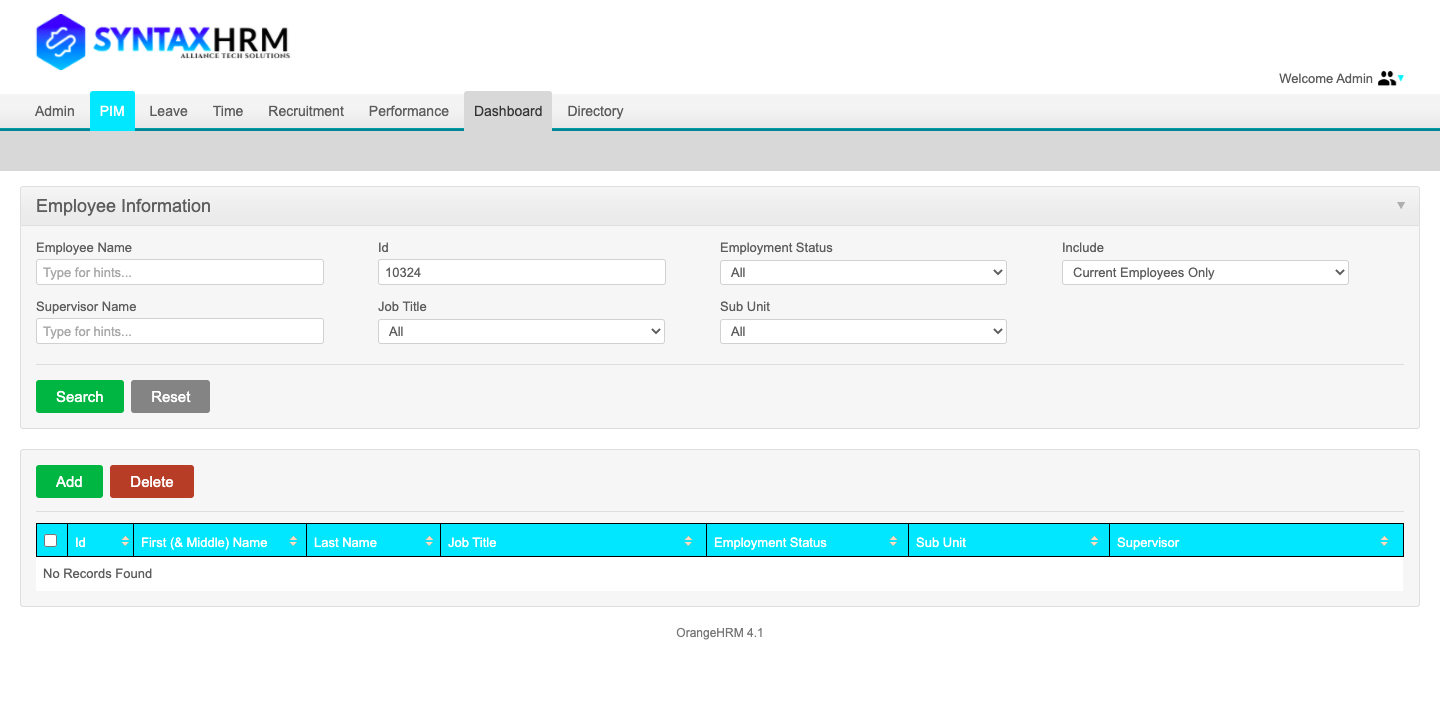 SYNTAXHRM
ALLIANCE TECH SOLUTIONS
Welcome Admin
Admin PIM Leave Time Recruitment Performance Dashboard Directory
Employee Information
Employee Name Id Employment Status Include
Type for hints... 10324 All Current Employees Only
Supervisor Name Job Title Sub Unit
Type for hints... All All
Search Reset
Add Delete
Id First (& Middle) Name Last Name Job Title Employment Status Sub Unit Supervisor
No Records Found
OrangeHRM 4.1